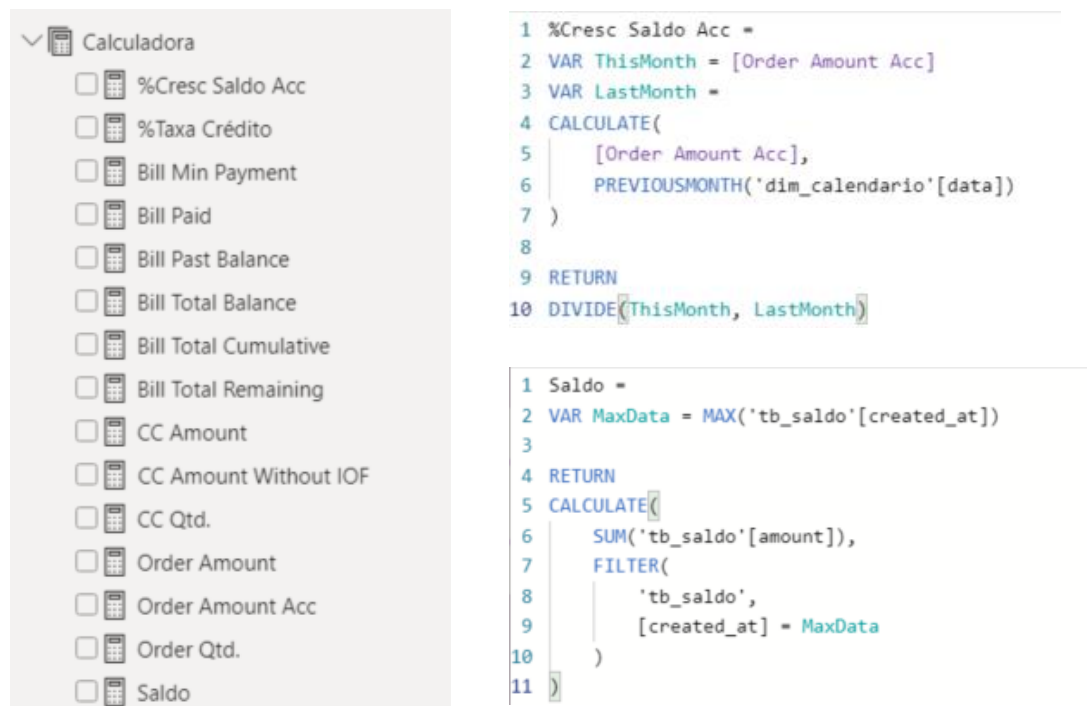 Calculadora
%Cresc Saldo Acc
%Taxa Crédito
Bill Min Payment
Bill Paid
Bill Past Balance
Bill Total Balance
Bill Total Cumulative
Bill Total Remaining
CC Amount
CC Amount Without IOF
CC Qtd.
Order Amount
Order Amount Acc
Order Qtd.
Saldo
1 %Cresc Saldo Acc =
2 VAR ThisMonth = [Order Amount Acc]
3 VAR LastMonth =
4 CALCULATE(
5 [Order Amount Acc],
6 PREVIOUSMONTH('dim_calendario'[data])
7 )
8
9 RETURN
10 DIVIDE(ThisMonth, LastMonth)
1 Saldo =
2 VAR MaxData = MAX('tb_saldo'[created_at])
3
4 RETURN
5 CALCULATE(
6 SUM('tb_saldo'[amount]),
7 FILTER(
8 'tb_saldo',
9 [created_at] = MaxData
10 )
11 )